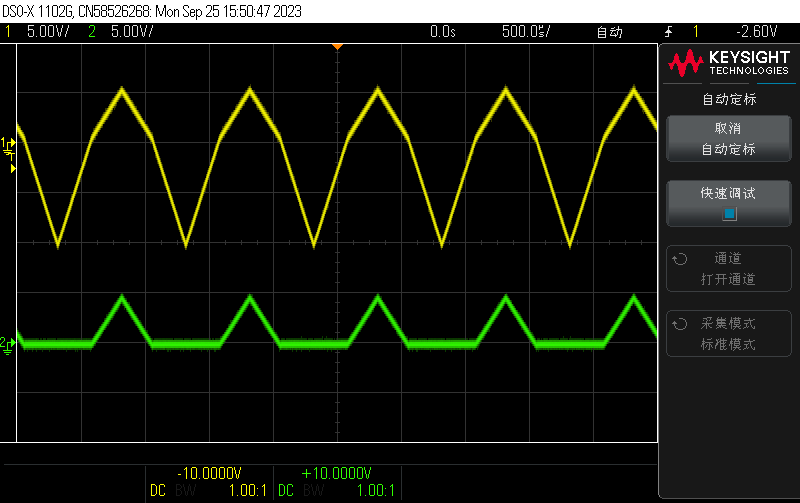 DSO-X 1102G, CN58526268: Mon Sep 25 15:50:47 2023
1 5.00V/ 2 5.00V/ 0.0s 500.0㎲/ 自动 1 -2.60V
KEYSIGHT
TECHNOLOGIES
自动定标
取消
自动定标
快速调试
通道
打开通道
采集模式
标准模式
1
T
2
-10.0000V +10.0000V
DC BW 1.00:1 DC BW 1.00:1